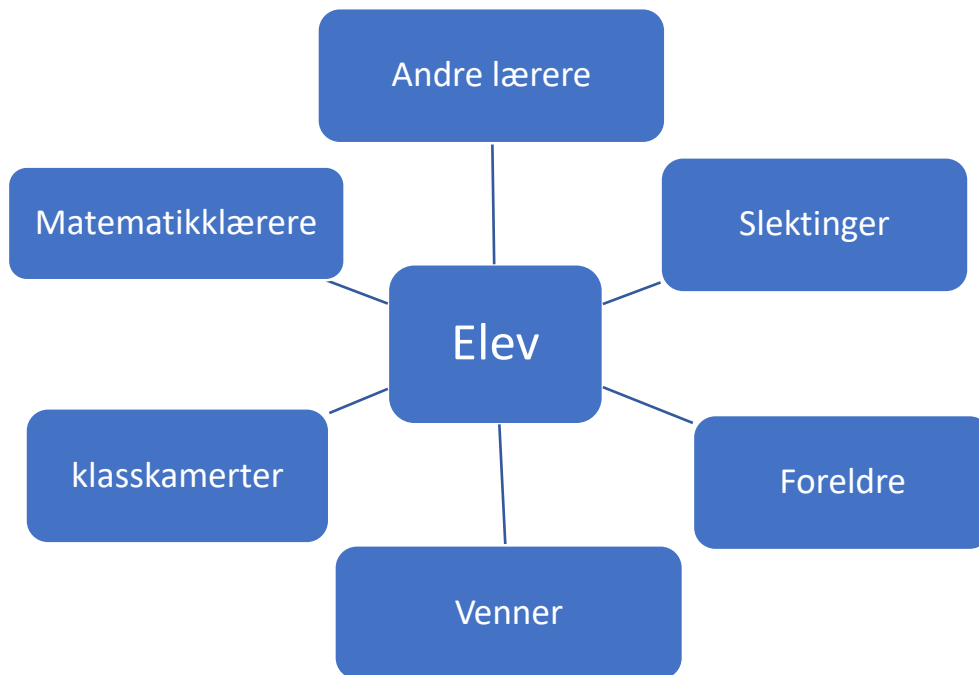 Andre lærere
Matematikklærere
Slektinger
Elev
klasskamerter
Foreldre
Venner